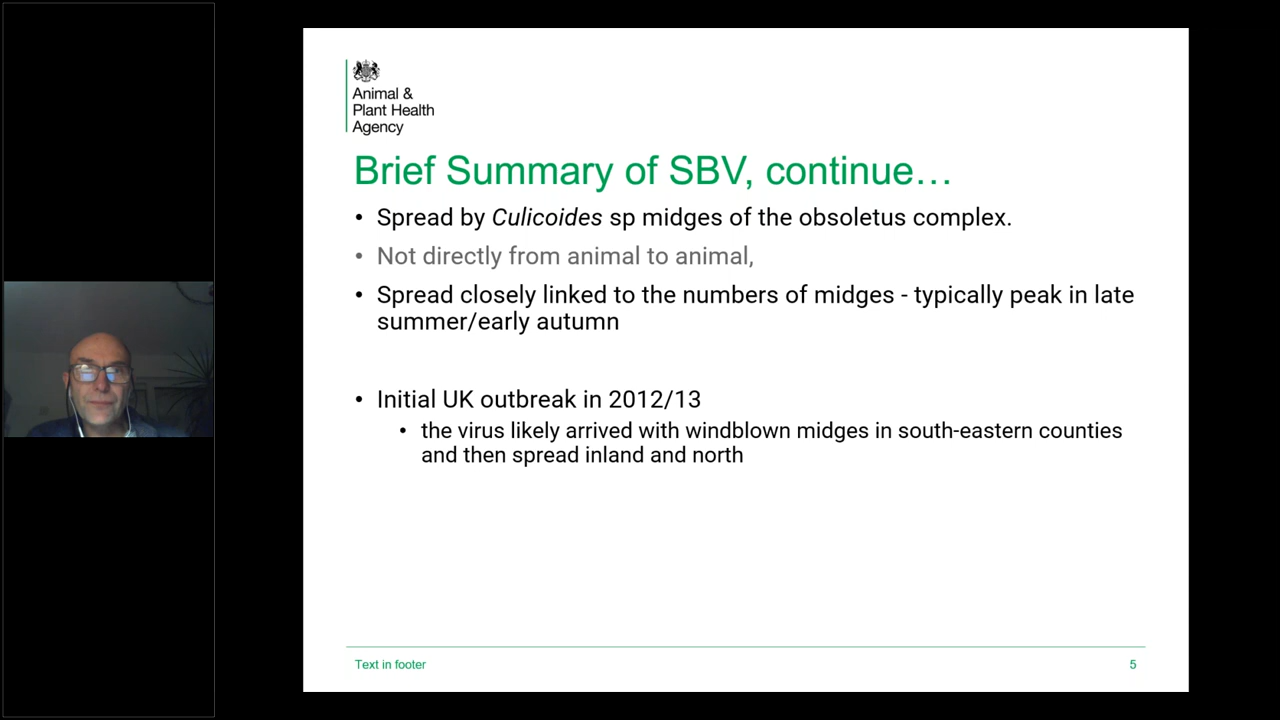 Animal &
Plant Health
Agency
Brief Summary of SBV, continue…
• Spread by Culicoides sp midges of the obsoletus complex.
• Not directly from animal to animal,
• Spread closely linked to the numbers of midges - typically peak in late
summer/early autumn
• Initial UK outbreak in 2012/13
• the virus likely arrived with windblown midges in south-eastern counties
and then spread inland and north
Text in footer
5